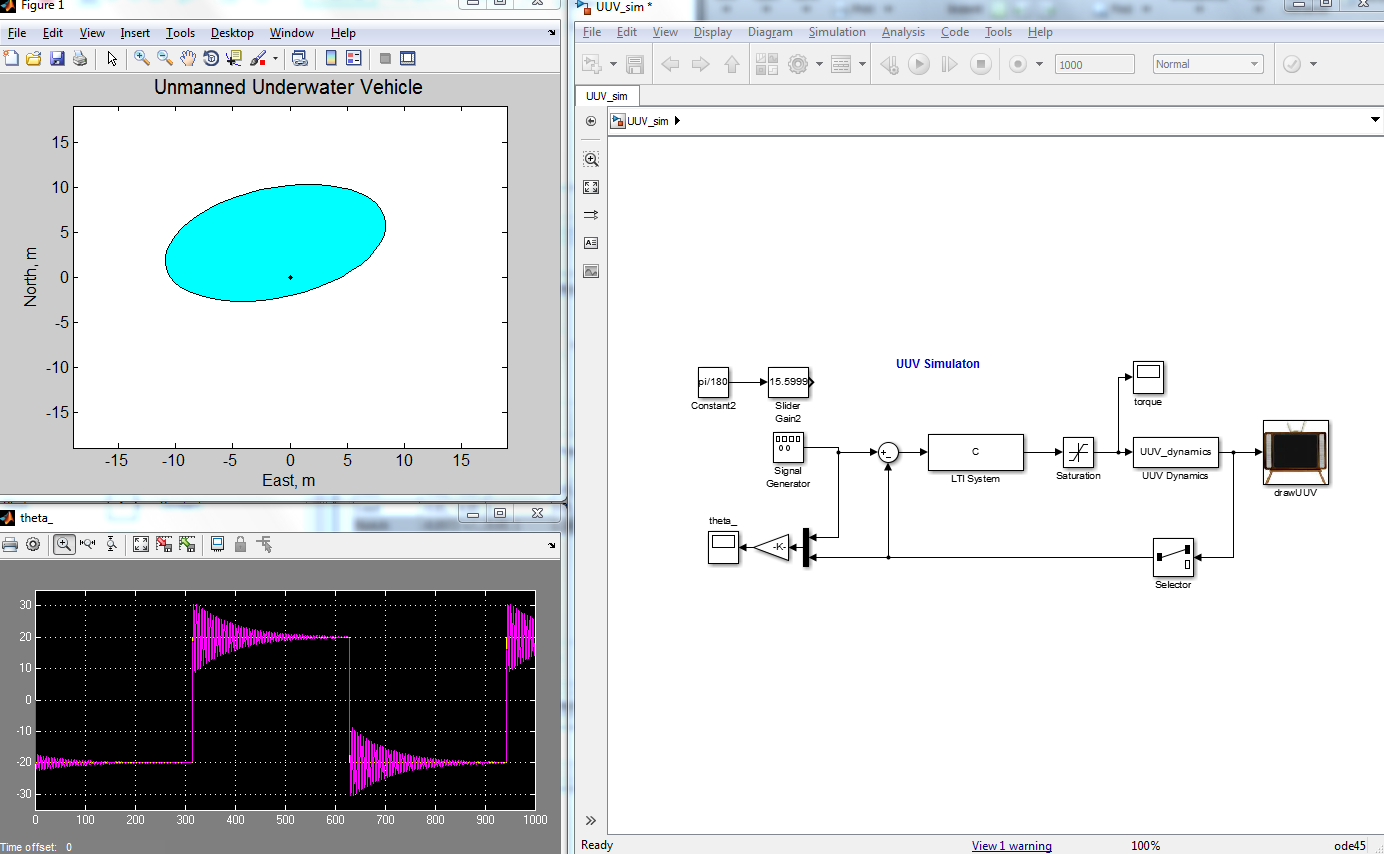 Figure 1
File Edit View Insert Tools Desktop Window Help
Unmanned Underwater Vehicle
15
10
5
0
-5
-10
-15
North, m
-15 -10 -5 0 5 10 15
East, m
theta_
30
20
10
0
-10
-20
-30
0 100 200 300 400 500 600 700 800 900 1000
Time offset: 0
UUV_sim *
File Edit View Display Diagram Simulation Analysis Code Tools Help
1000 Normal
UUV_sim
UUV_sim
UUV Simulaton
pi/180
Constant2
15.5999
Slider
Gain2
torque
Signal
Generator
+
-
C
LTI System
Saturation
UUV_dynamics
UUV Dynamics
drawUUV
theta_
-K-
Selector
Ready View 1 warning 100% ode45